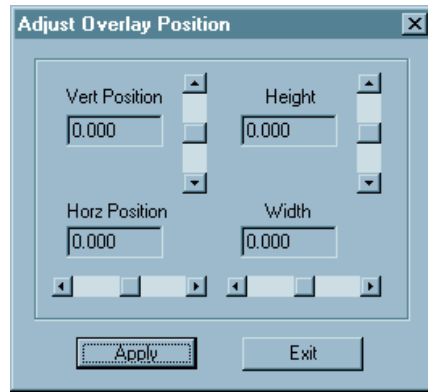 Adjust Overlay Position
Vert Position Height
0.000 0.000
Horz Position Width
0.000 0.000
Apply Exit